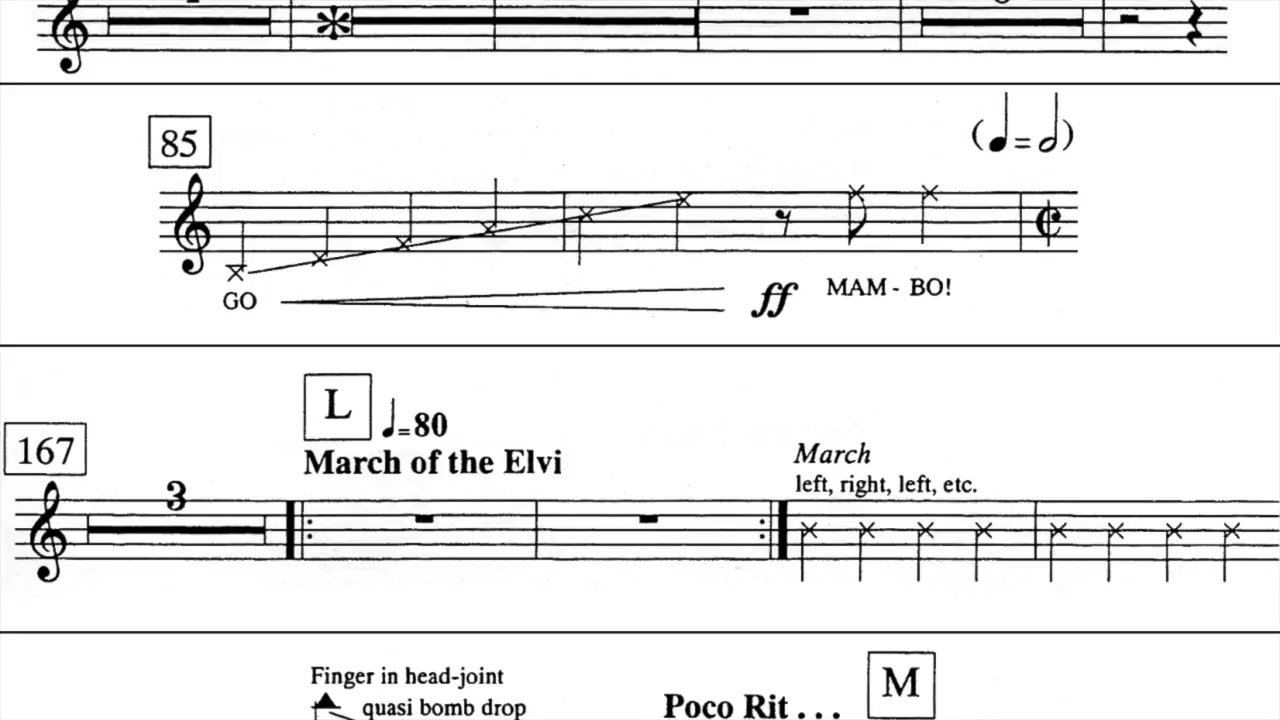 85
(♩=𝅗𝅥)
GO
ff
MAM - BO!
L
♩=80
167
March of the Elvi
March
left, right, left, etc.
3
Finger in head-joint
quasi bomb drop
Poco Rit . . .
M